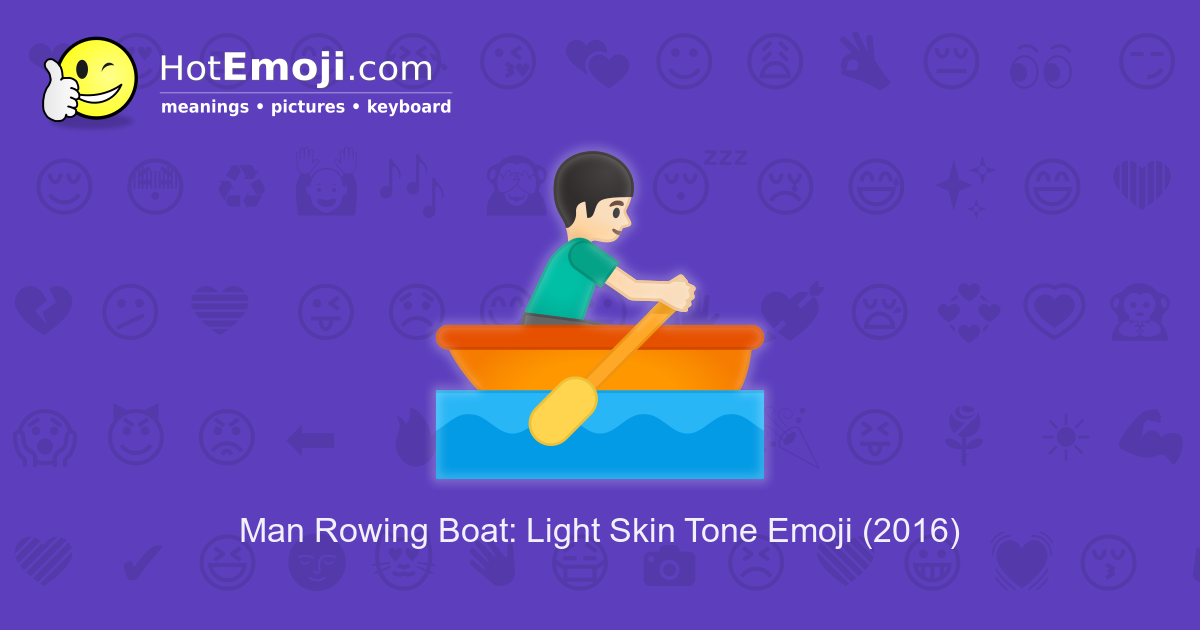 HotEmoji.com
meanings • pictures • keyboard
zzz
Man Rowing Boat: Light Skin Tone Emoji (2016)